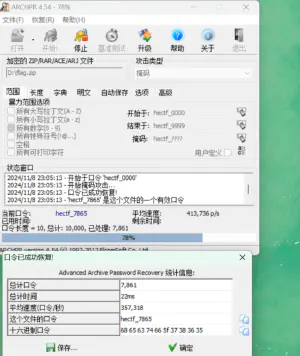 ARCHPR 4.54 - 78%
文件(F) 恢复(R) 帮助(H)
打开 开始! 停止 基准测试 升级 帮助 关于 退出
加密的 ZIP/RAR/ACE/ARJ 文件 攻击类型
D:\flag.zip 掩码
范围 长度 字典 明文 自动保存 选项 高级
暴力范围选项
所有大写拉丁文(A - Z)
所有小写拉丁文(a - z)
所有数字(0 - 9)
所有特殊符号(!@...)
空格
所有可打印字符
开始于: hectf_0000
结束于: hectf_9999
掩码: hectf_????
用户定义
状态窗口
2024/11/8 23:05:13 - 开始于口令 'hectf_0000'
2024/11/8 23:05:13 - 开始掩码攻击...
2024/11/8 23:05:13 - 口令已成功恢复!
2024/11/8 23:05:13 - 'hectf_7865' 是这个文件的一个有效口令
当前口令: hectf_7865 平均速度: 413,736 p/s
已用时间: 剩余时间:
口令长度 = 10, 总计: 10,000, 已处理: 7,861
78%
口令已成功恢复!
Advanced Archive Password Recovery 统计信息:
总计口令 7,861
总计时间 22ms
平均速度(口令/秒) 357,318
这个文件的口令 hectf_7865
十六进制口令 68 65 63 74 66 5f 37 38 36 35
保存... 确定